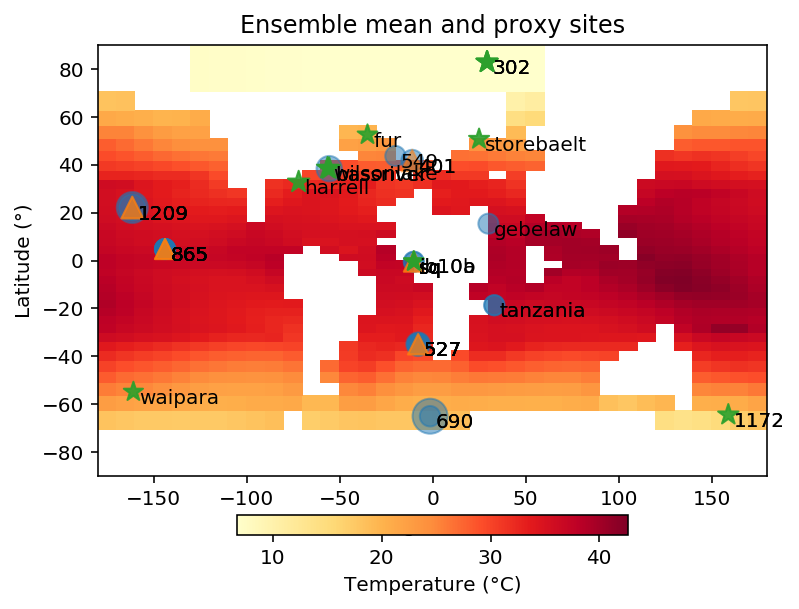 Ensemble mean and proxy sites
80
60
40
20
0
−20
−40
−60
−80
Latitude (°)
302
fur
storebaelt
549
401
harrell
1209
gebelaw
865
b10b
tanzania
527
waipara
690
1172
−150
−100
−50
0
50
100
150
10
20
30
40
Temperature (°C)